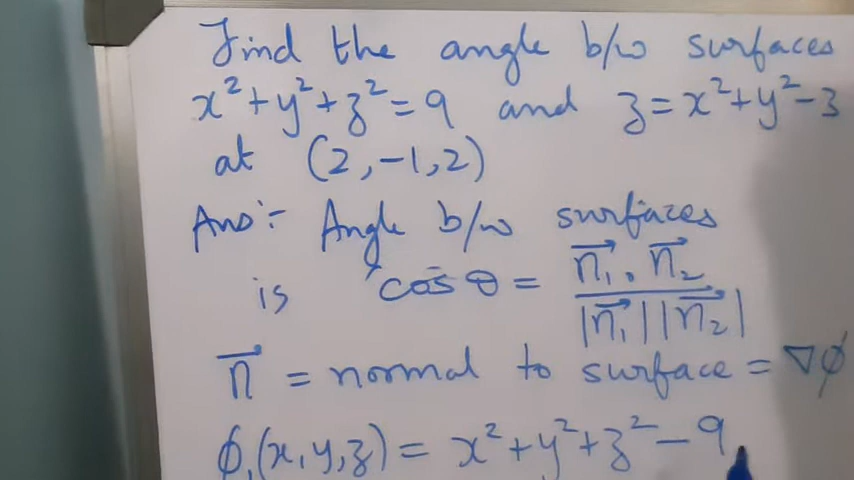 Find the angle b/w surfaces
x²+y²+z²=9 and z=x²+y²-3
at (2,-1,2)
Ans:- Angle b/w surfaces
is cos θ = (n₁⃗ . n₂⃗) / (|n₁⃗| |n₂⃗|)
n⃗ = normal to surface = ∇φ
φ₁(x,y,z) = x²+y²+z²-9